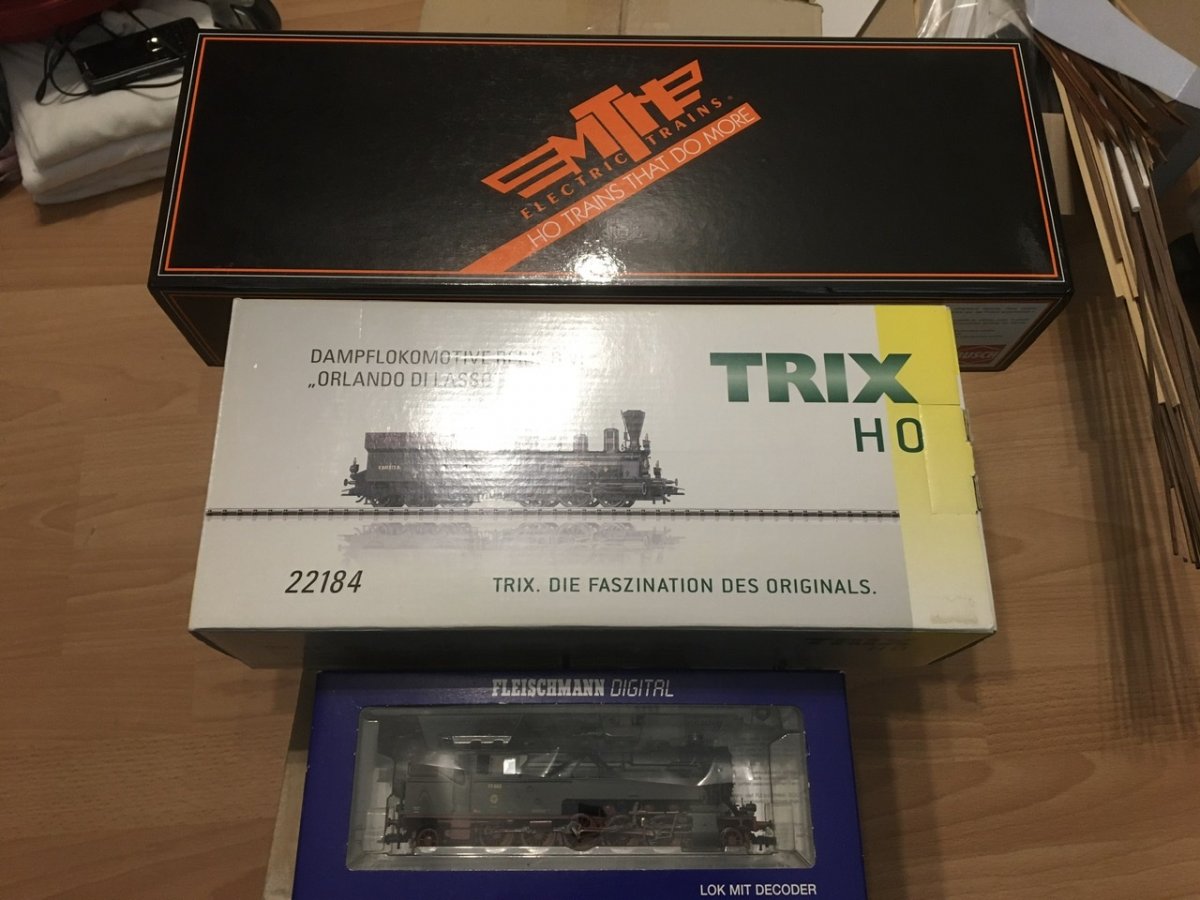 MTH
ELECTRIC TRAINS®
HO TRAINS THAT DO MORE
BUSCH
DAMPFLOKOMOTIVE
„ORLANDO DI LASSO
TRIX
HO
22184
TRIX. DIE FASZINATION DES ORIGINALS.
FLEISCHMANN DIGITAL
LOK MIT DECODER